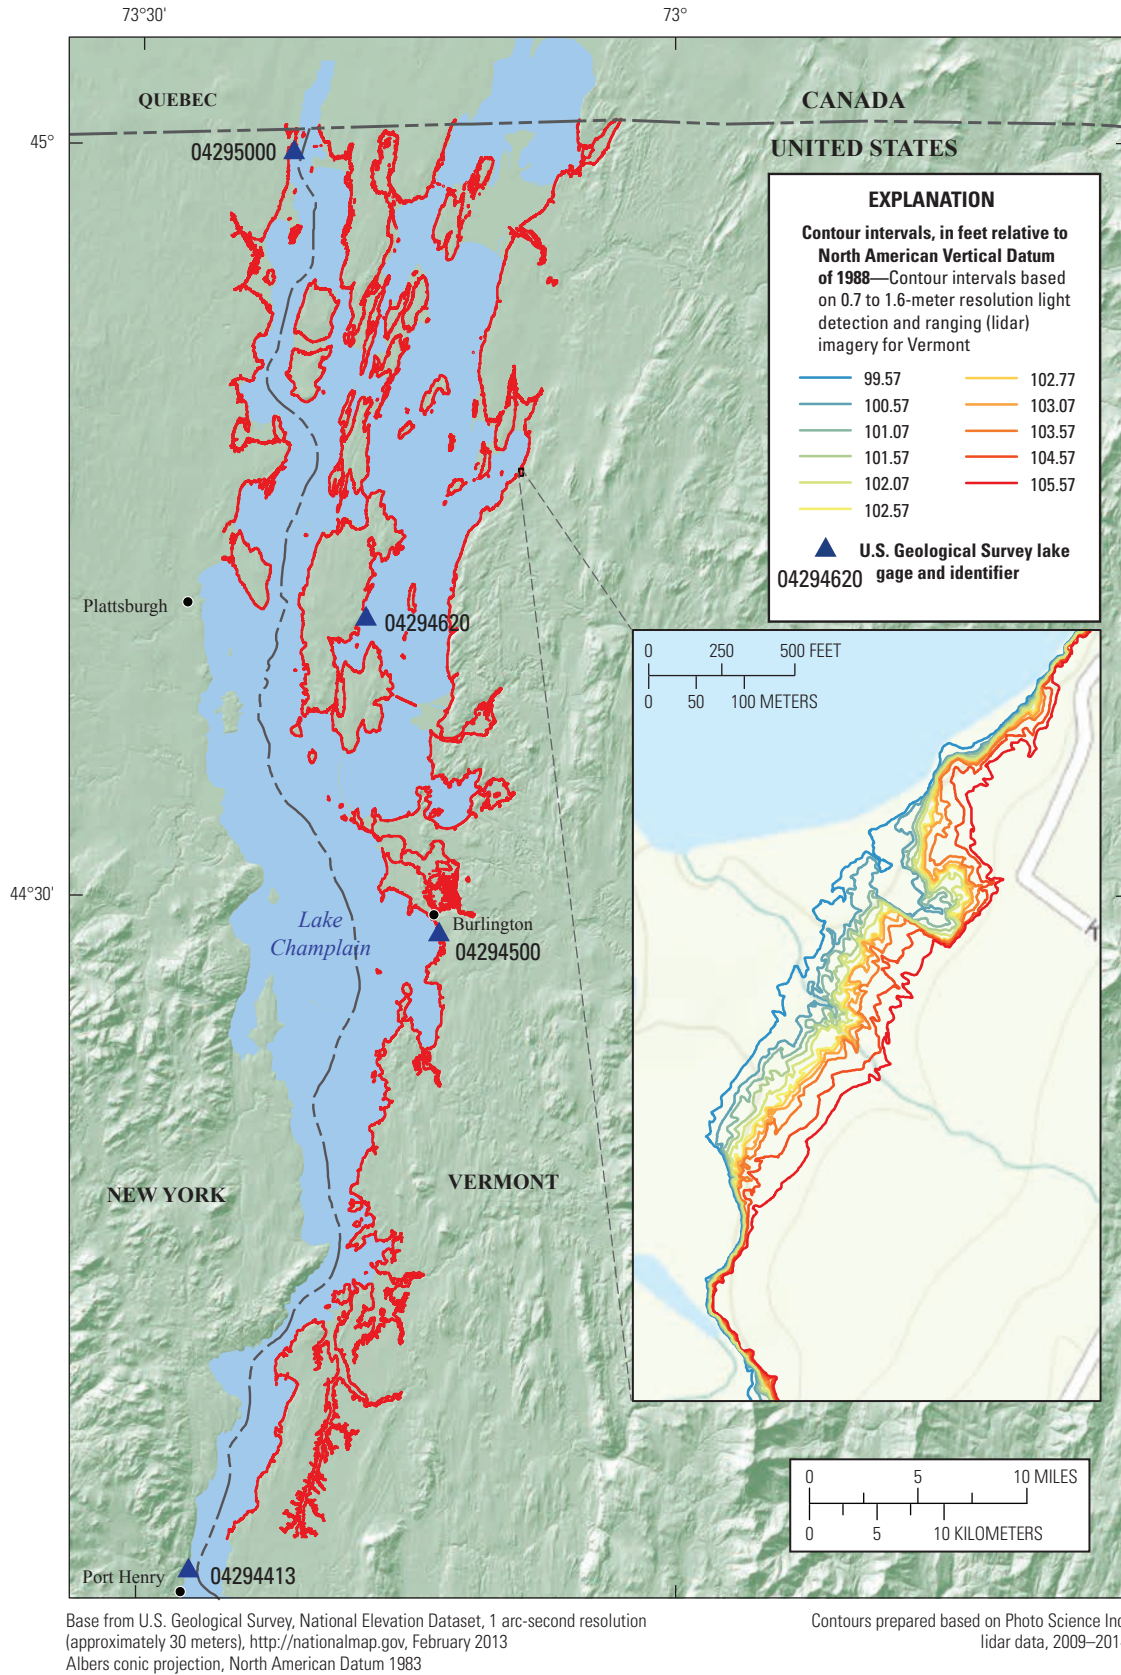 73°30'
73°
QUEBEC
CANADA
45°
04295000
UNITED STATES
EXPLANATION
Contour intervals, in feet relative to
North American Vertical Datum
of 1988—Contour intervals based
on 0.7 to 1.6-meter resolution light
detection and ranging (lidar)
imagery for Vermont
99.57
102.77
100.57
103.07
101.07
103.57
101.57
104.57
102.07
105.57
102.57
U.S. Geological Survey lake
gage and identifier
04294620
Plattsburgh
04294620
0 250 500 FEET
0 50 100 METERS
44°30'
Lake
Champlain
Burlington
04294500
NEW YORK
VERMONT
0 5 10 MILES
0 5 10 KILOMETERS
Port Henry
04294413
Base from U.S. Geological Survey, National Elevation Dataset, 1 arc-second resolution
(approximately 30 meters), http://nationalmap.gov, February 2013
Albers conic projection, North American Datum 1983
Contours prepared based on Photo Science Inc
lidar data, 2009–201